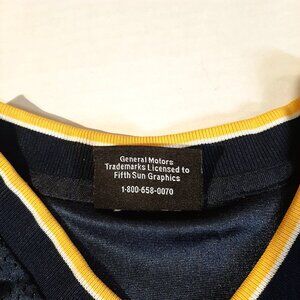 General Motors
Trademarks Licensed to
Fifth Sun Graphics
1-800-658-0070